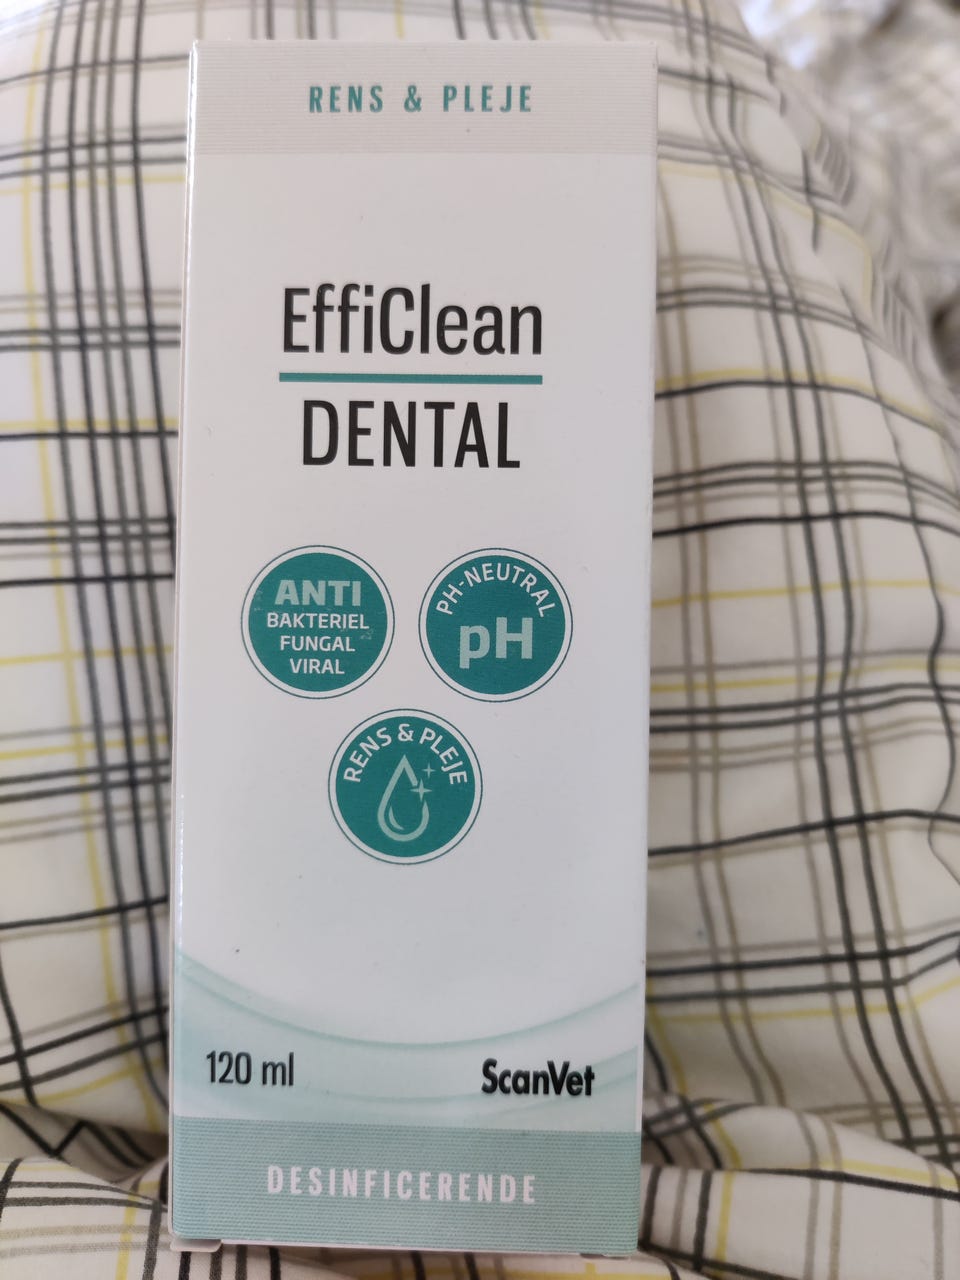 RENS & PLEJE
EffiClean
DENTAL
ANTI
BAKTERIEL
FUNGAL
VIRAL
PH-NEUTRAL
pH
RENS & PLEJE
120 ml
ScanVet
DESINFICERENDE